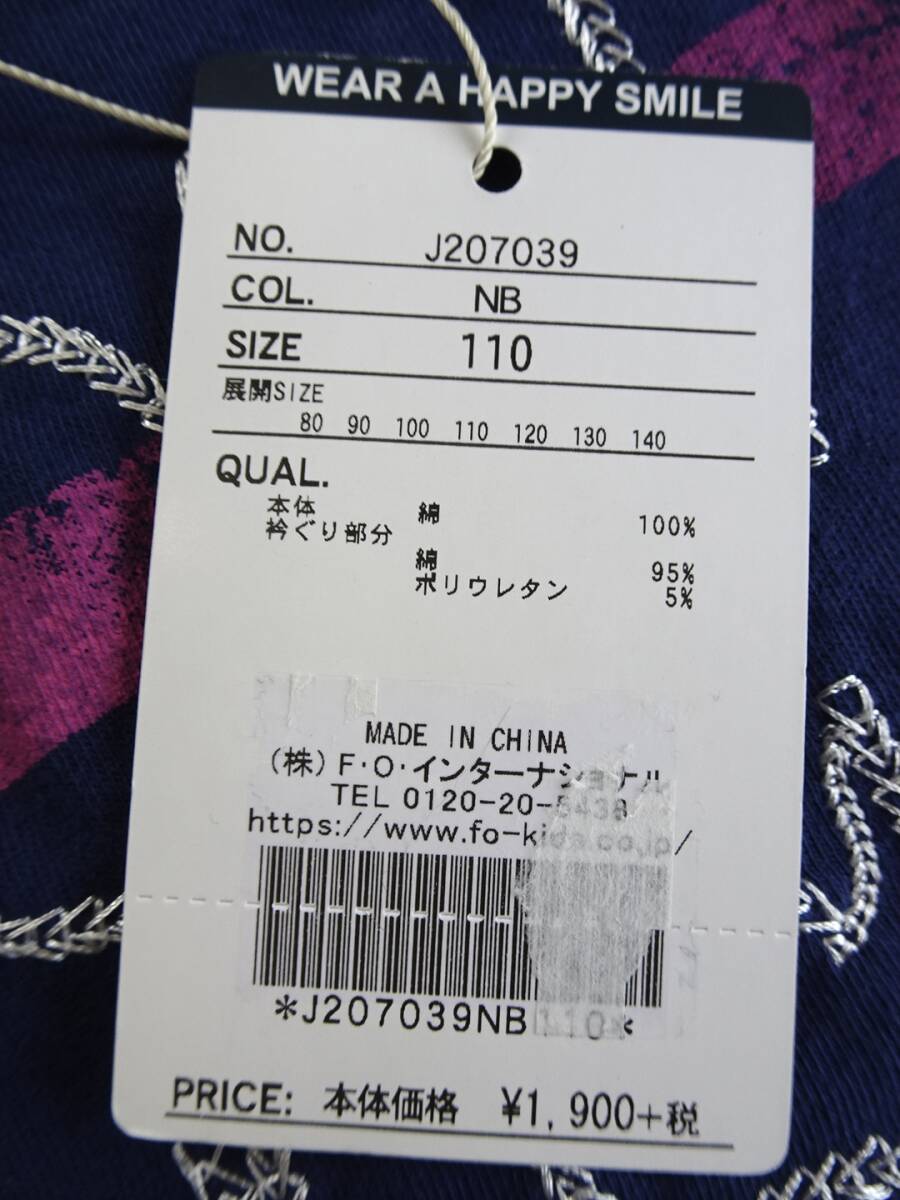 WEAR A HAPPY SMILE
NO. J207039
COL. NB
SIZE 110
展開SIZE
80 90 100 110 120 130 140
QUAL.
本体 綿 100%
衿ぐり部分
綿 95%
ポリウレタン 5%
MADE IN CHINA
(株)F・O・インターナショナル
TEL 0120-20-5438
https://www.fo-kids.co.jp/
*J207039NB110*
PRICE: 本体価格 ¥1,900+税